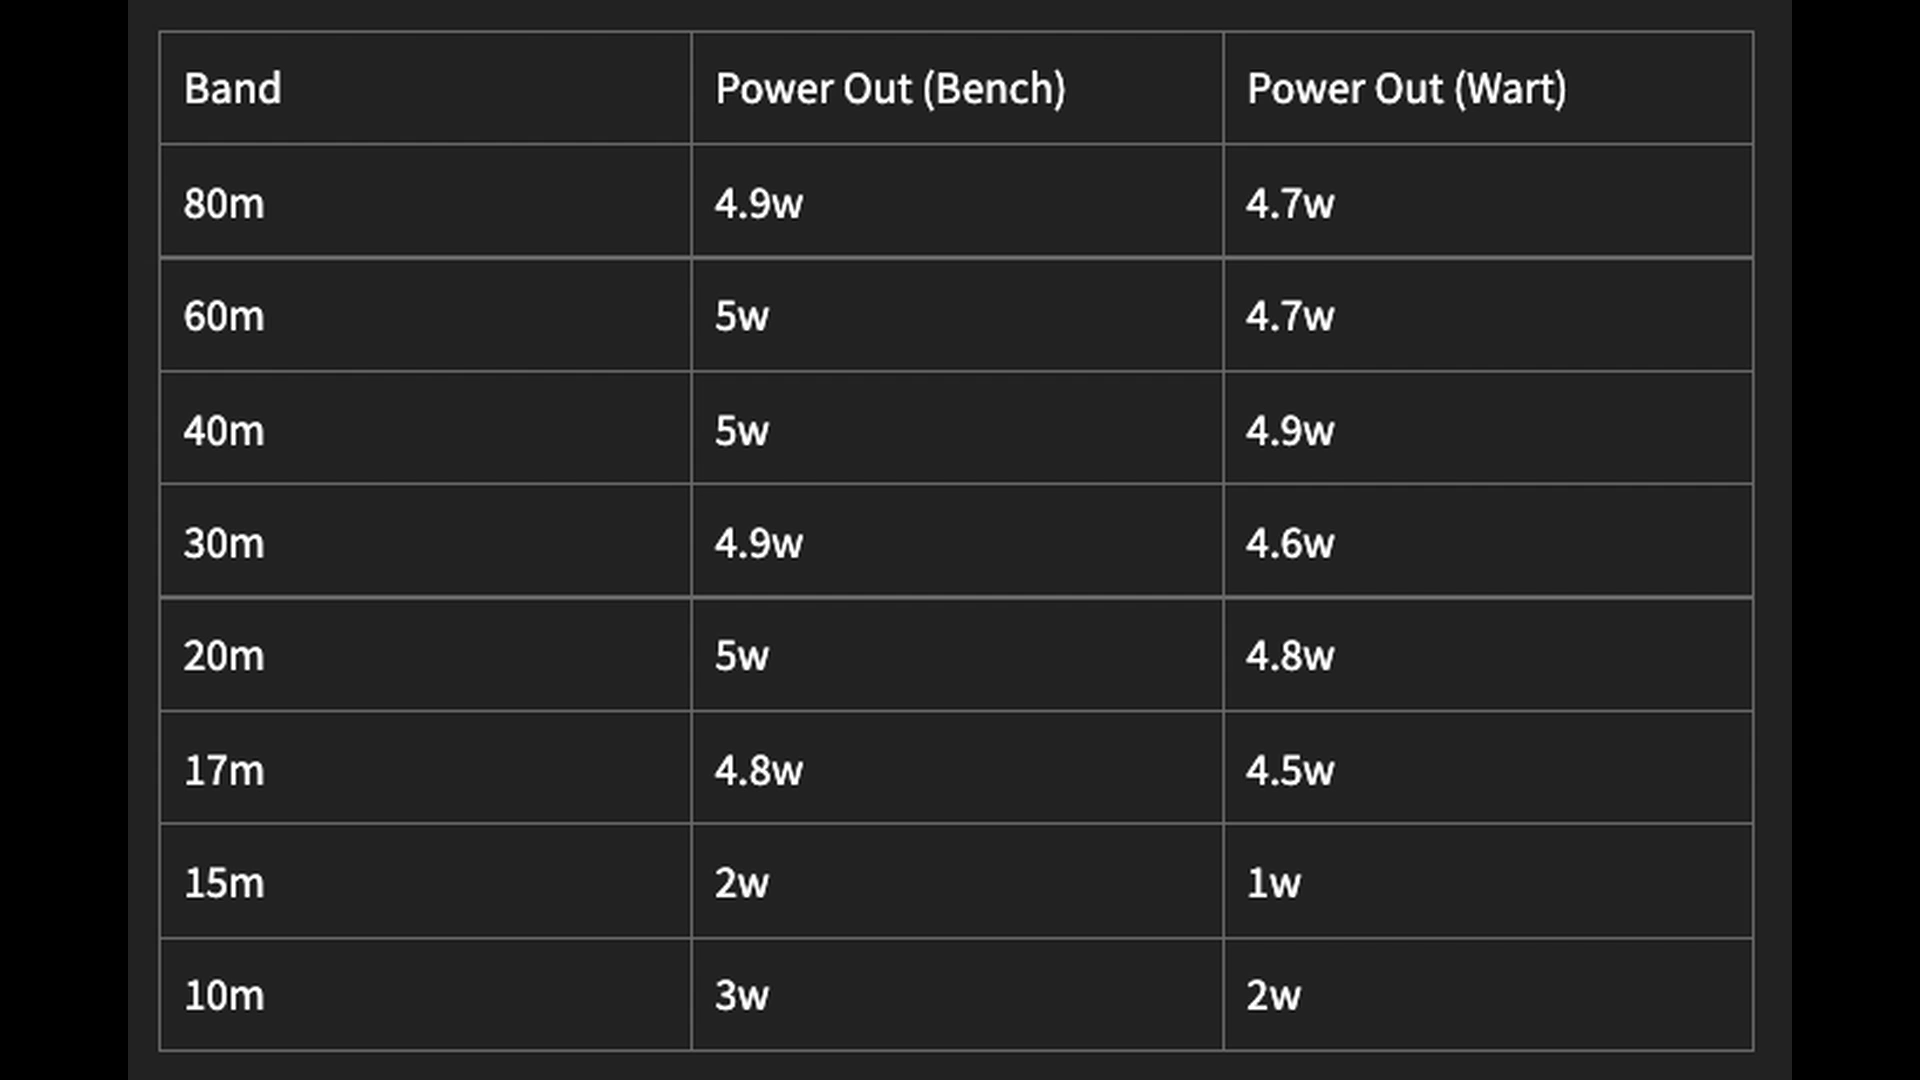 Band Power Out (Bench) Power Out (Wart)
80m 4.9w 4.7w
60m 5w 4.7w
40m 5w 4.9w
30m 4.9w 4.6w
20m 5w 4.8w
17m 4.8w 4.5w
15m 2w 1w
10m 3w 2w